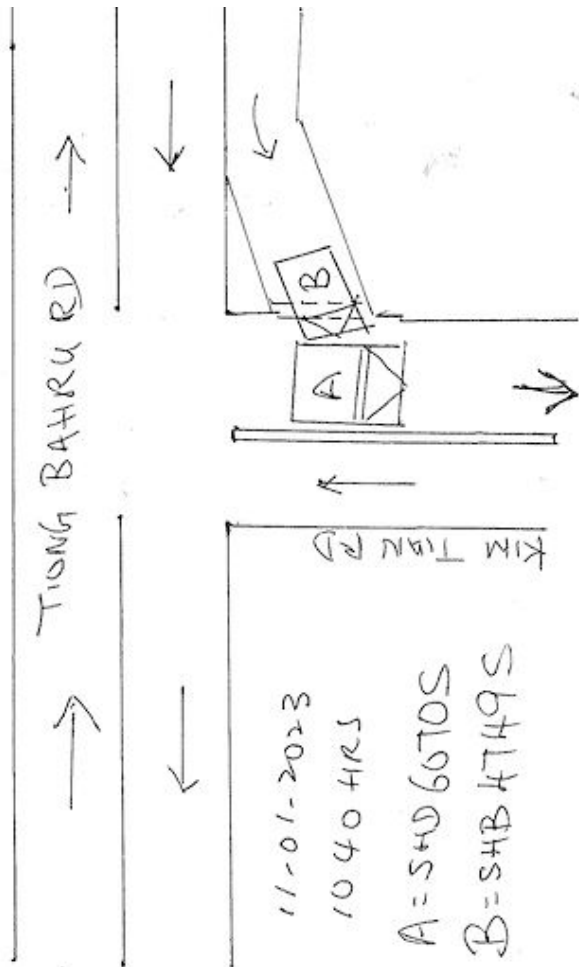 TIONG BAHRU RD
B
A
KIM TIAN RD
11-01-2023
1040 HRS
A = SHD 6070S
B = SHB 4749S